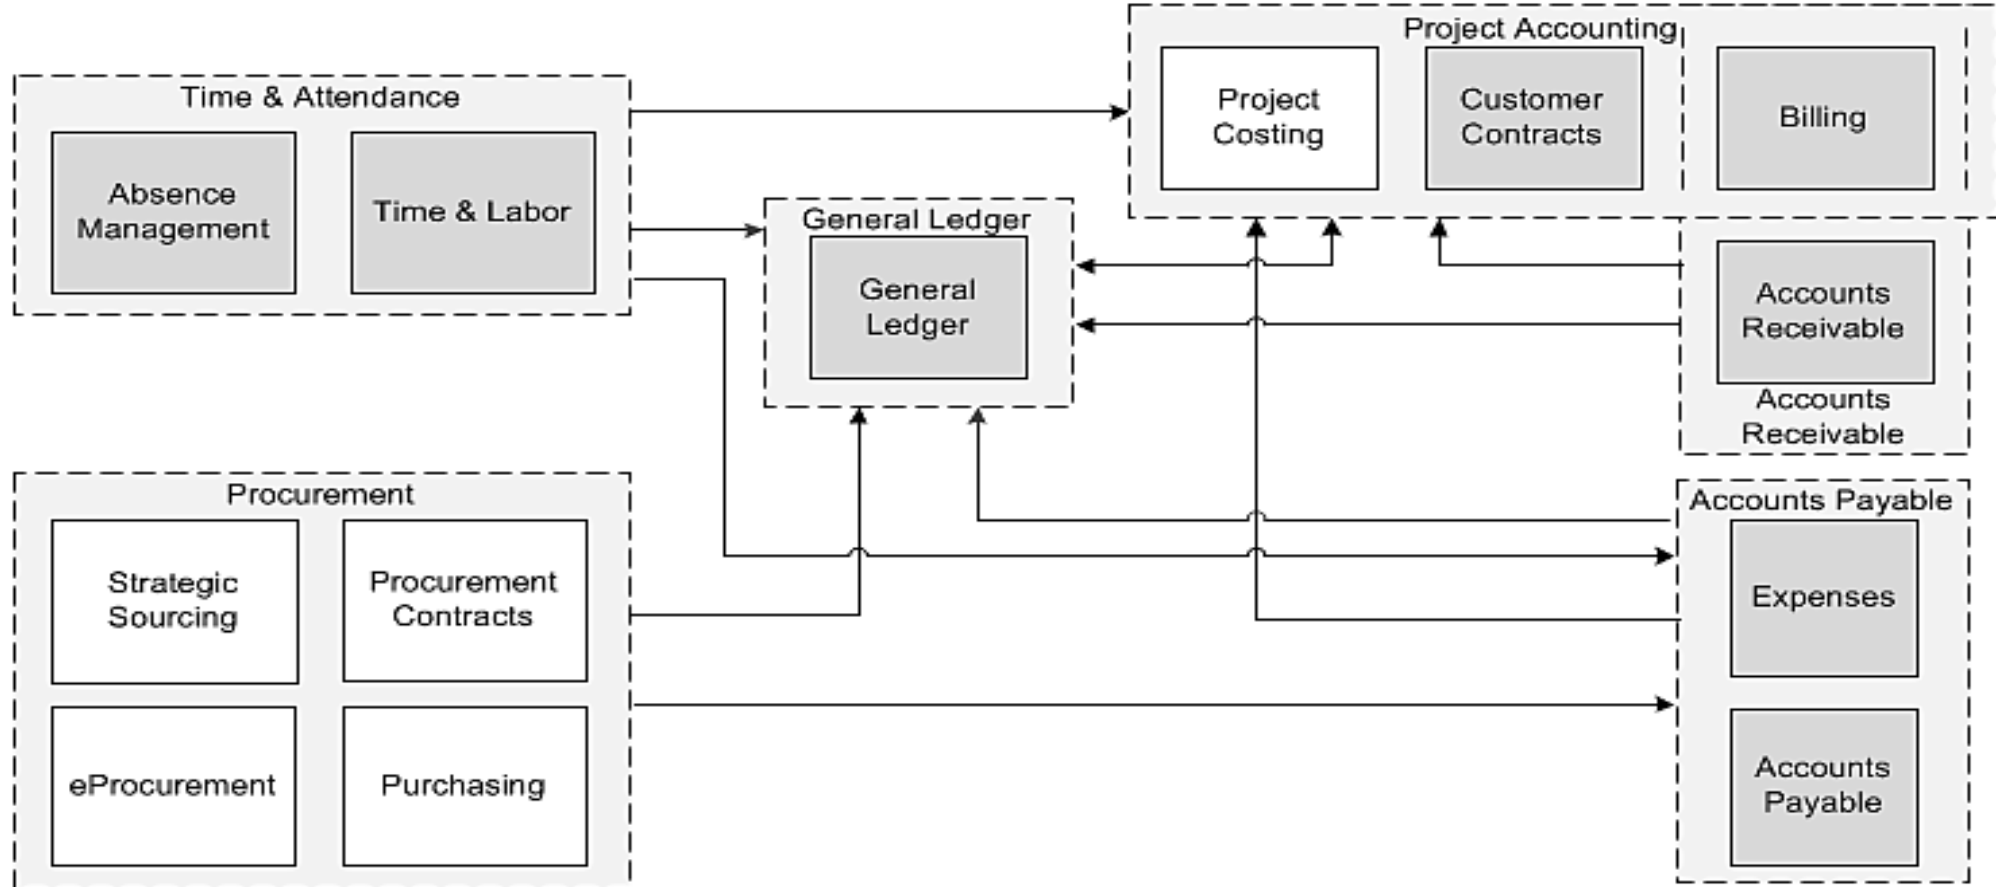 Project Accounting
Project
Costing
Customer
Contracts
Billing
Time & Attendance
Absence
Management
Time & Labor
General Ledger
General
Ledger
Accounts
Receivable
Accounts
Receivable
Procurement
Strategic
Sourcing
Procurement
Contracts
eProcurement
Purchasing
Accounts Payable
Expenses
Accounts
Payable